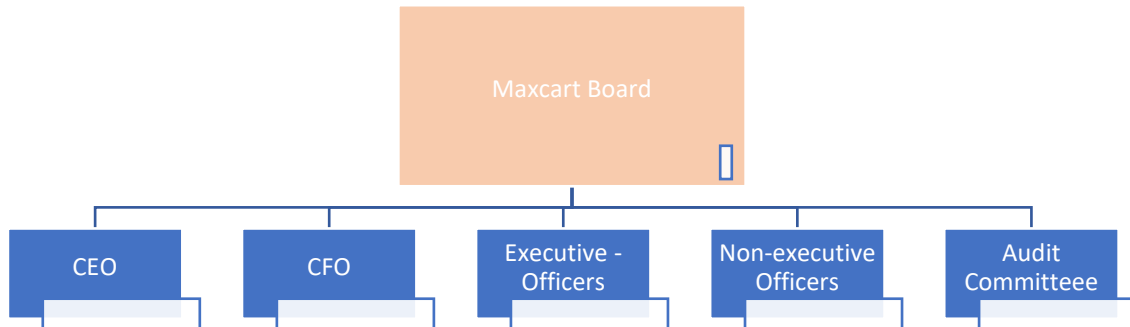 Maxcart Board
CEO
CFO
Executive -
Officers
Non-executive
Officers
Audit
Committeee